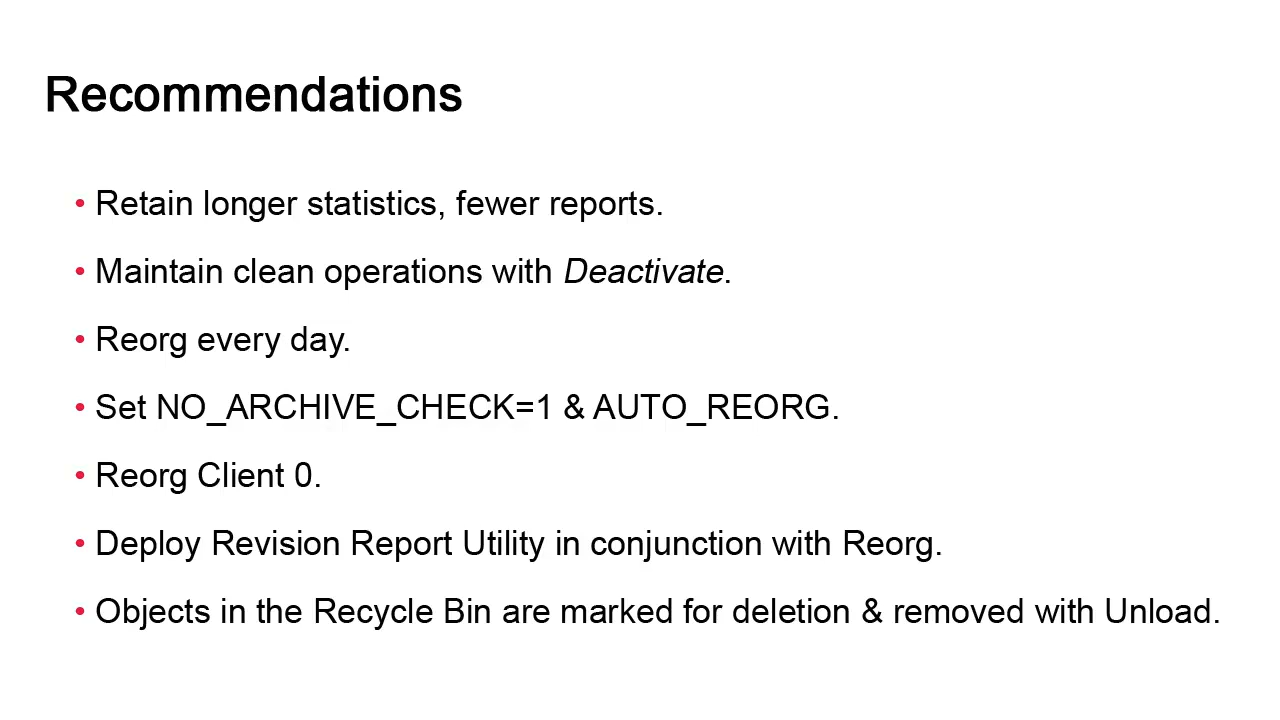 Recommendations
• Retain longer statistics, fewer reports.
• Maintain clean operations with Deactivate.
• Reorg every day.
• Set NO_ARCHIVE_CHECK=1 & AUTO_REORG.
• Reorg Client 0.
• Deploy Revision Report Utility in conjunction with Reorg.
• Objects in the Recycle Bin are marked for deletion & removed with Unload.